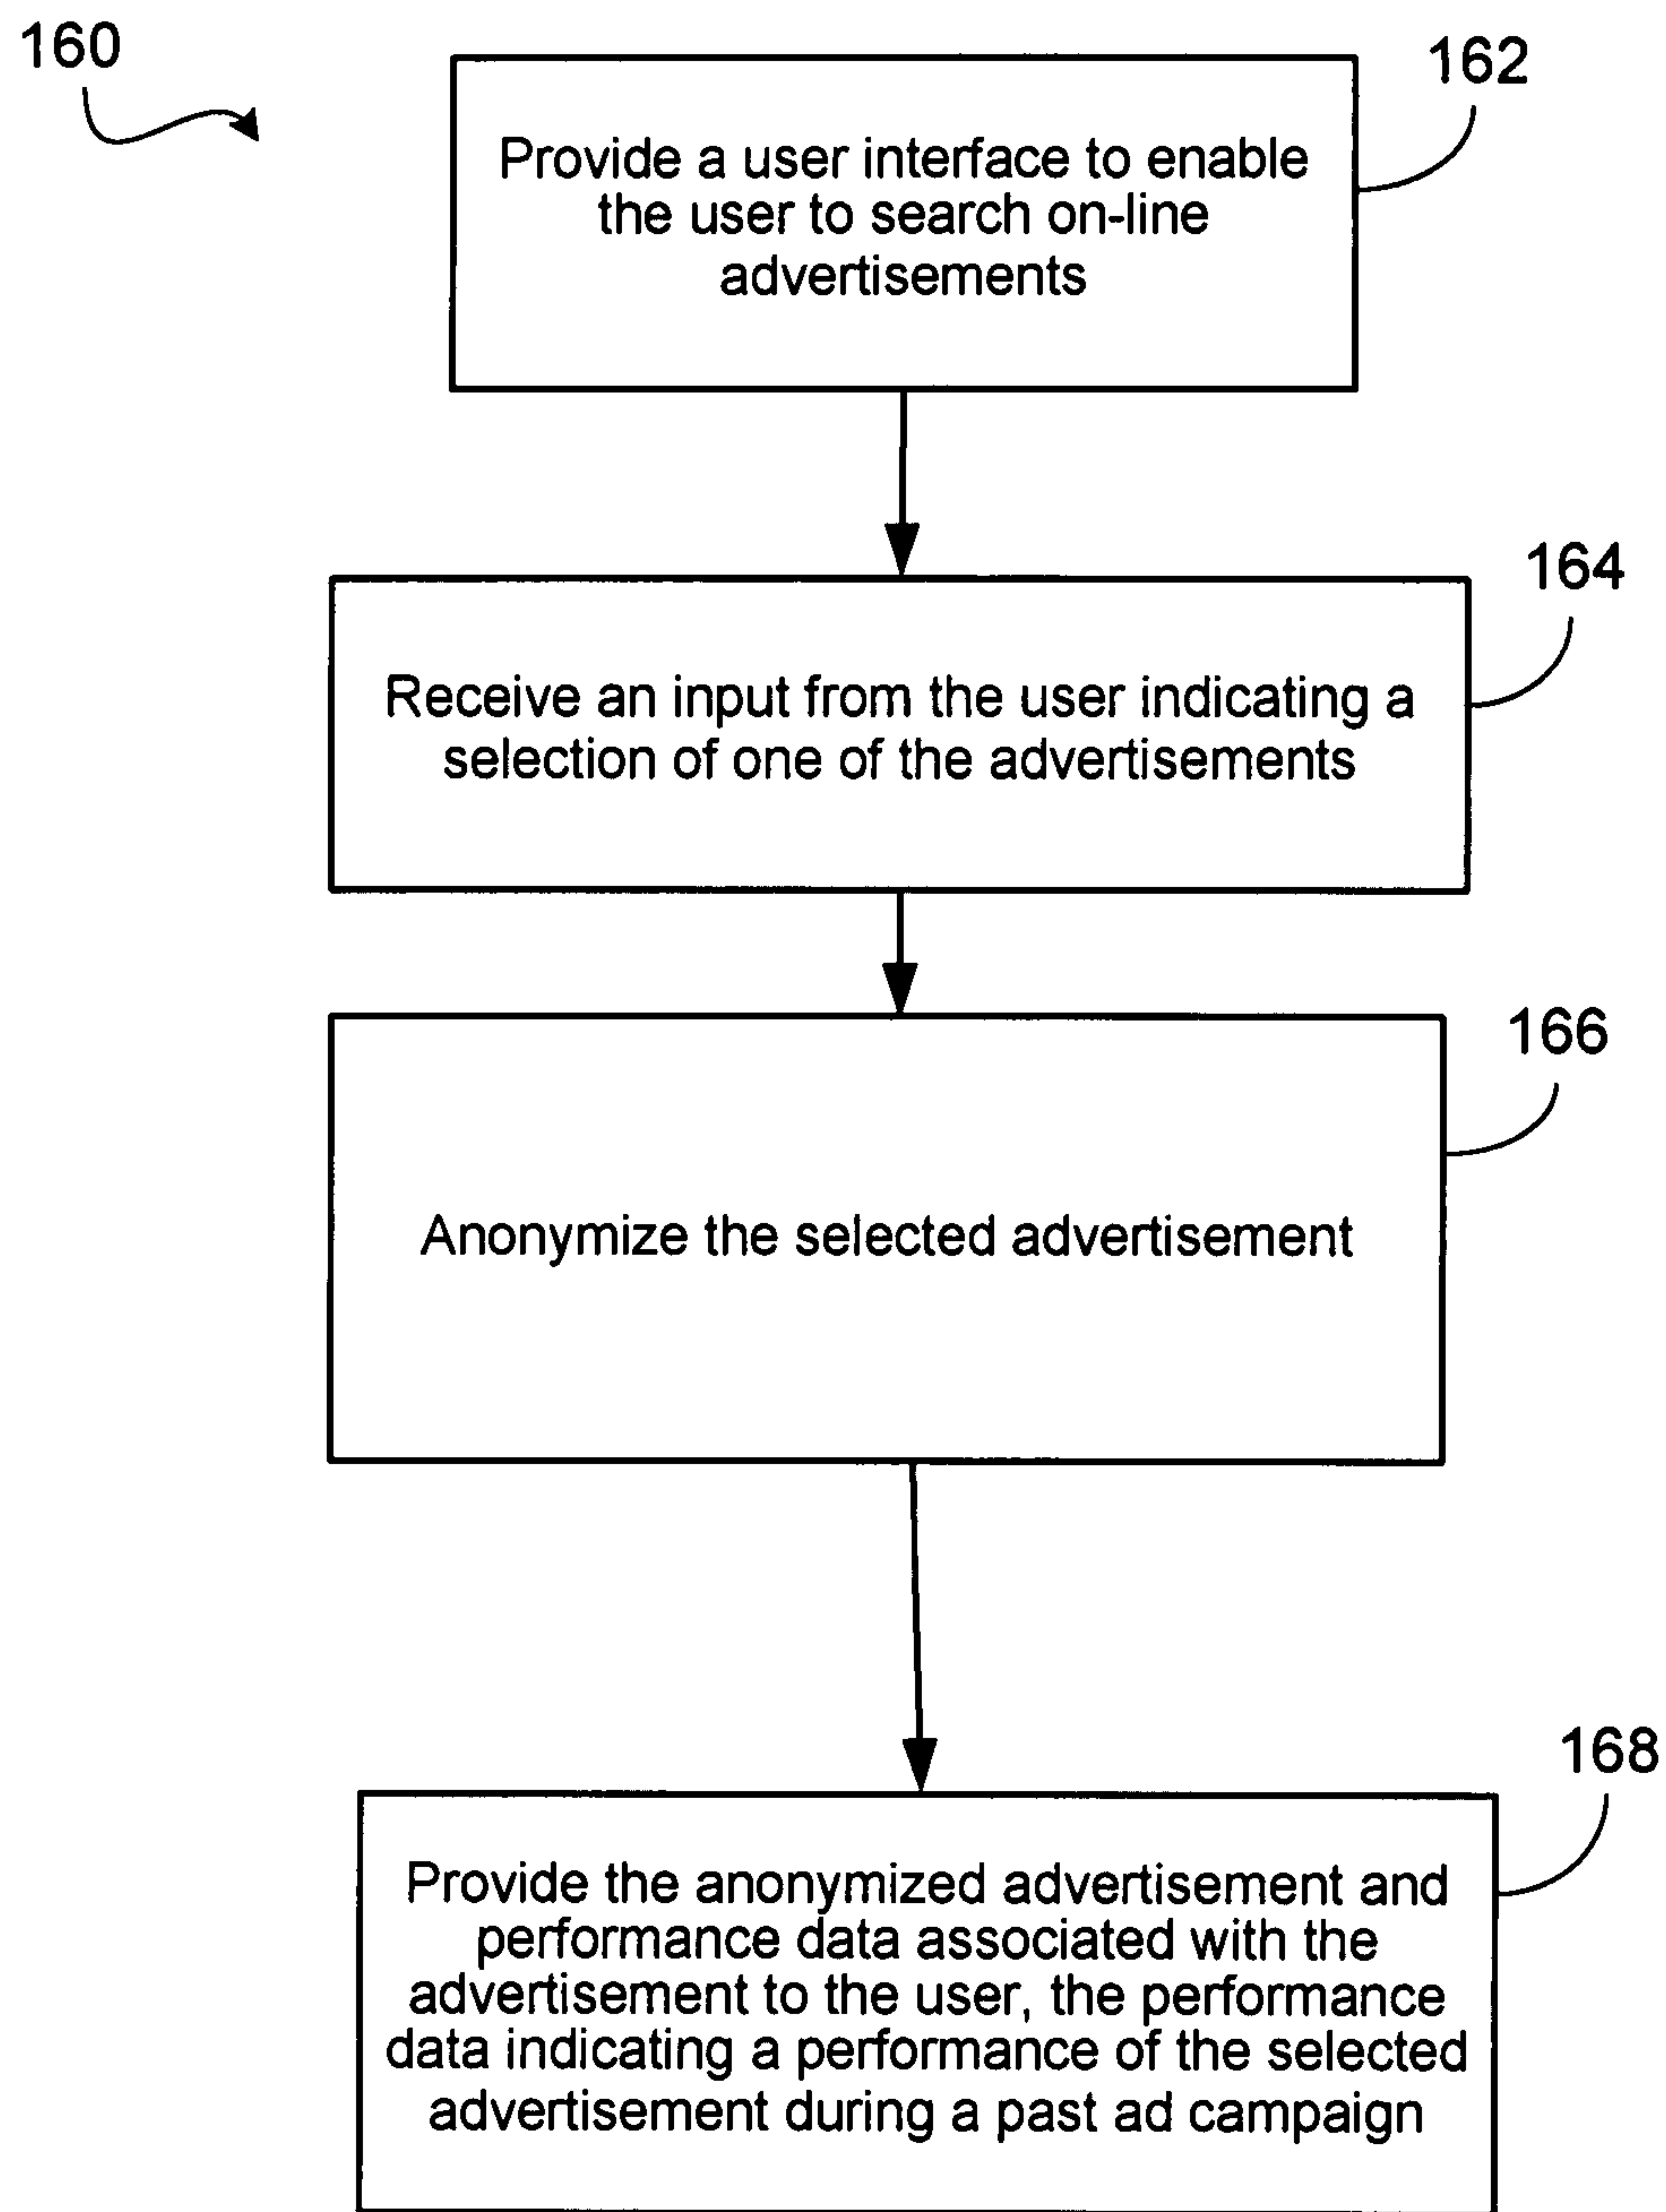 160
162
Provide a user interface to enable
the user to search on-line
advertisements
164
Receive an input from the user indicating a
selection of one of the advertisements
166
Anonymize the selected advertisement
168
Provide the anonymized advertisement and
performance data associated with the
advertisement to the user, the performance
data indicating a performance of the selected
advertisement during a past ad campaign